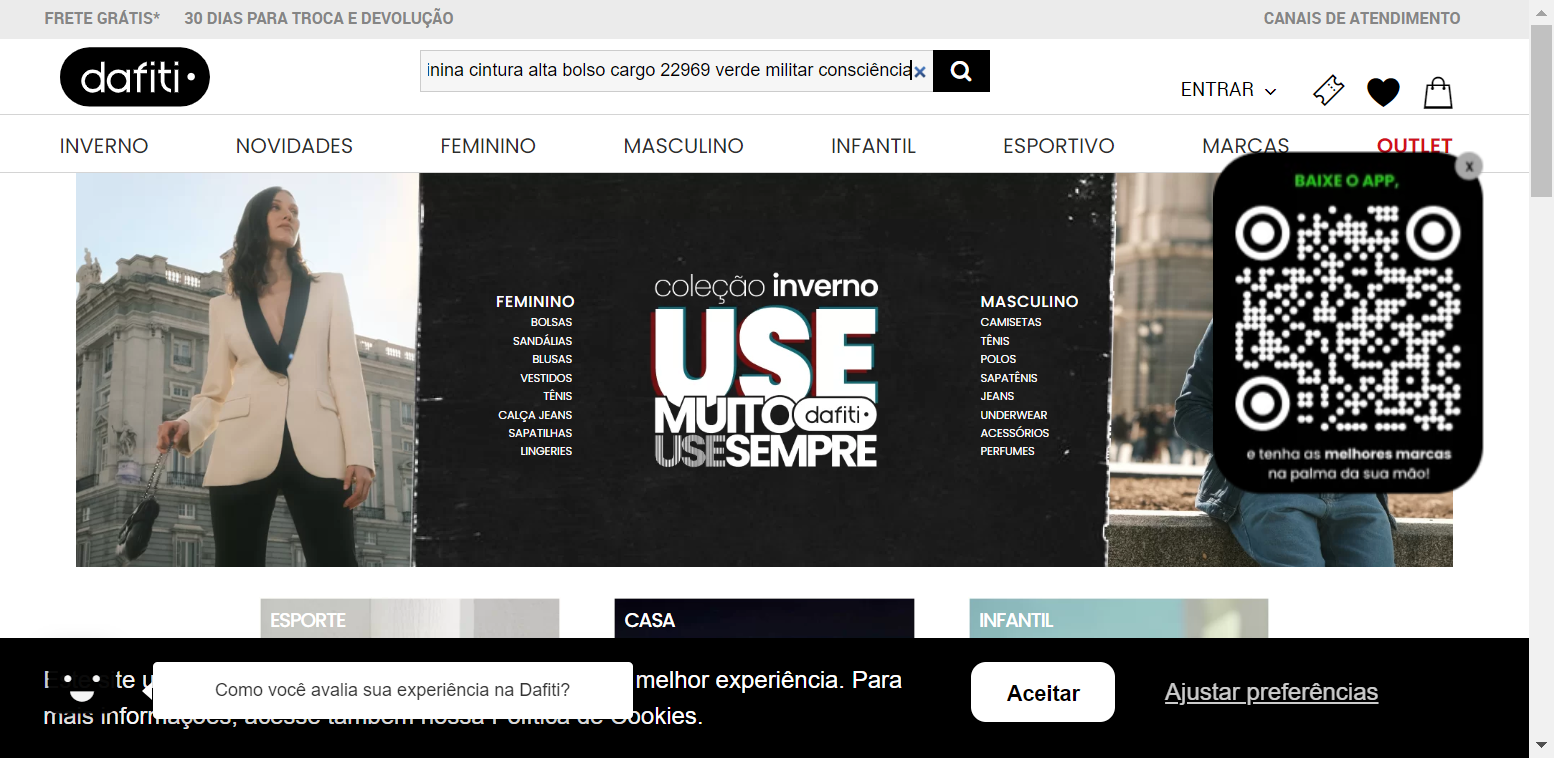 FRETE GRÁTIS* 30 DIAS PARA TROCA E DEVOLUÇÃO CANAIS DE ATENDIMENTO
dafiti
inina cintura alta bolso cargo 22969 verde militar consciência
ENTRAR
INVERNO NOVIDADES FEMININO MASCULINO INFANTIL ESPORTIVO MARCAS OUTLET
FEMININO
BOLSAS
SANDÁLIAS
BLUSAS
VESTIDOS
TÊNIS
CALÇA JEANS
SAPATILHAS
LINGERIES
coleção inverno
USE
MUITO dafiti
USESEMPRE
MASCULINO
CAMISETAS
TÊNIS
POLOS
SAPATÊNIS
JEANS
UNDERWEAR
ACESSÓRIOS
PERFUMES
x
BAIXE O APP,
e tenha as melhores marcas
na palma da sua mão!
ESPORTE CASA INFANTIL
te melhor experiência. Para
mais informações, acesse também nossa Política de Cookies.
Como você avalia sua experiência na Dafiti?
Aceitar
Ajustar preferências